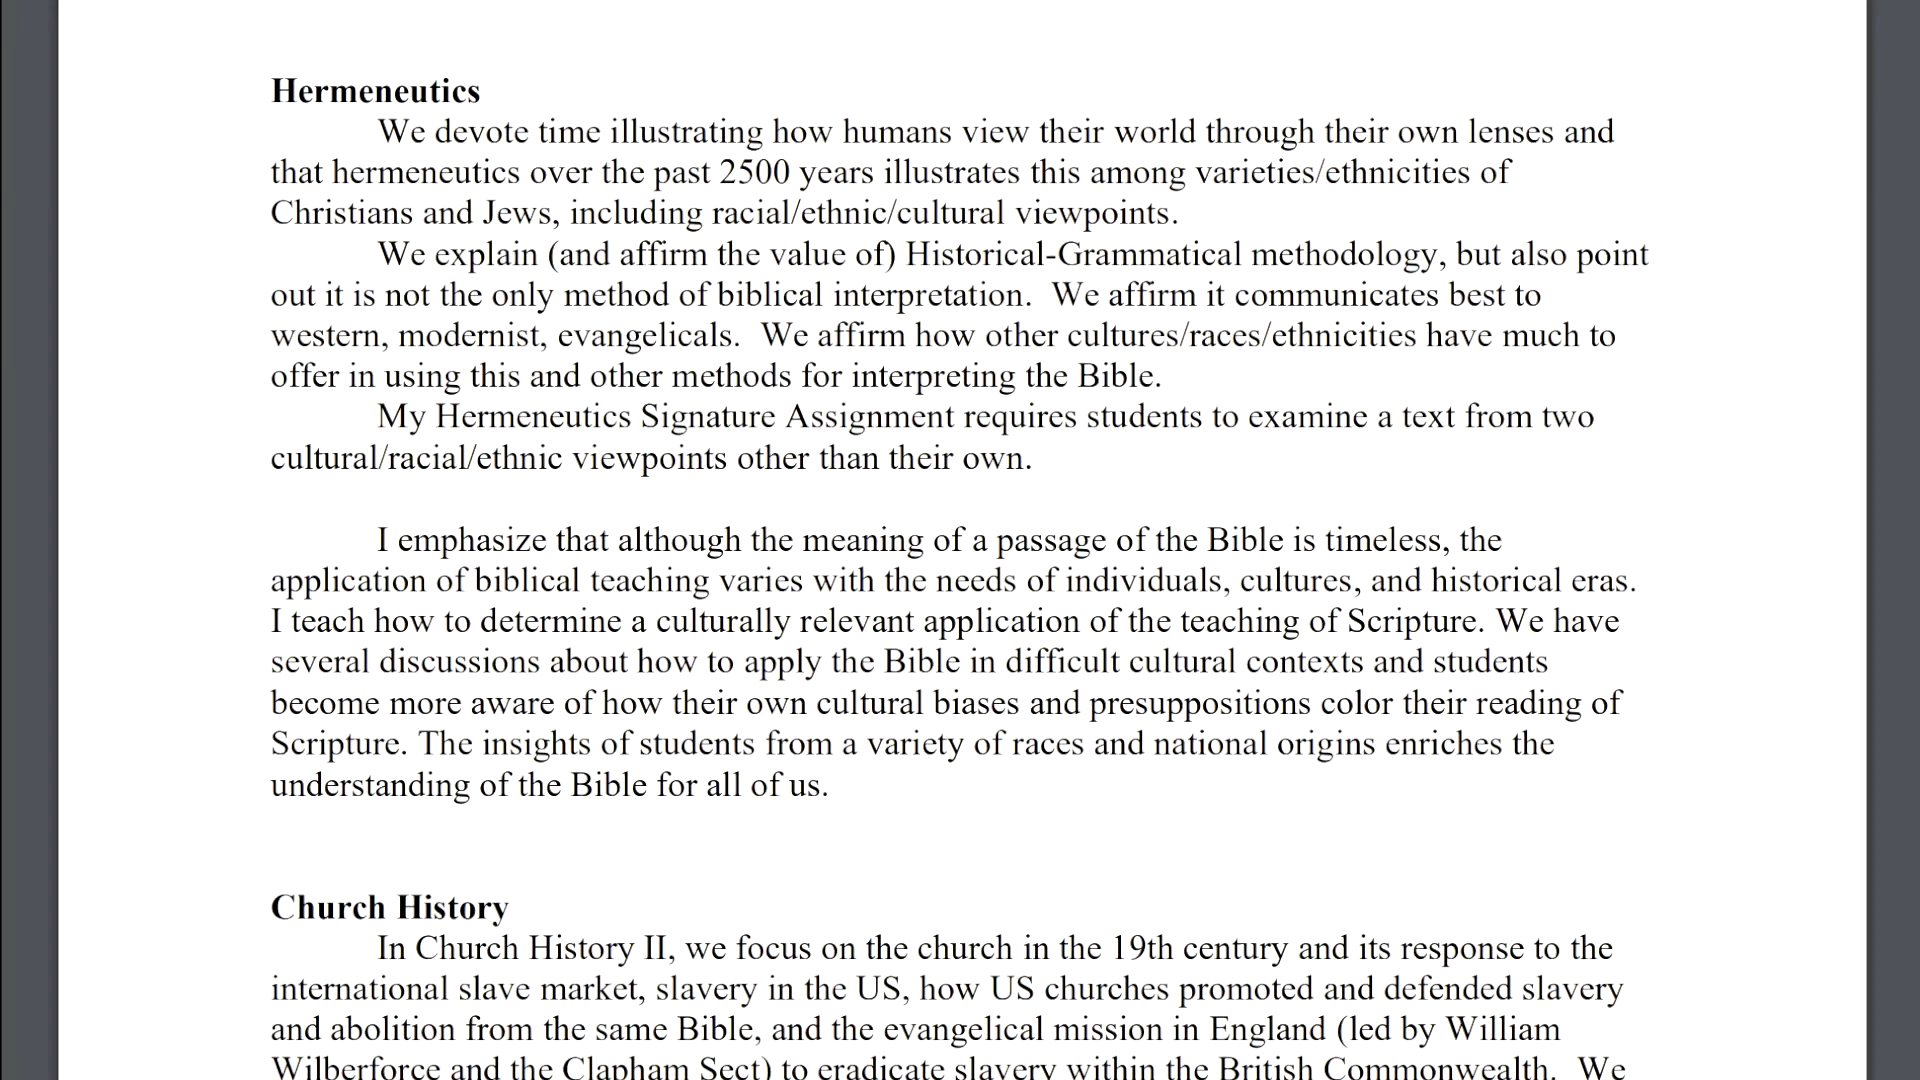 Hermeneutics
We devote time illustrating how humans view their world through their own lenses and
that hermeneutics over the past 2500 years illustrates this among varieties/ethnicities of
Christians and Jews, including racial/ethnic/cultural viewpoints.
We explain (and affirm the value of) Historical-Grammatical methodology, but also point
out it is not the only method of biblical interpretation.  We affirm it communicates best to
western, modernist, evangelicals.  We affirm how other cultures/races/ethnicities have much to
offer in using this and other methods for interpreting the Bible.
My Hermeneutics Signature Assignment requires students to examine a text from two
cultural/racial/ethnic viewpoints other than their own.
I emphasize that although the meaning of a passage of the Bible is timeless, the
application of biblical teaching varies with the needs of individuals, cultures, and historical eras.
I teach how to determine a culturally relevant application of the teaching of Scripture. We have
several discussions about how to apply the Bible in difficult cultural contexts and students
become more aware of how their own cultural biases and presuppositions color their reading of
Scripture. The insights of students from a variety of races and national origins enriches the
understanding of the Bible for all of us.
Church History
In Church History II, we focus on the church in the 19th century and its response to the
international slave market, slavery in the US, how US churches promoted and defended slavery
and abolition from the same Bible, and the evangelical mission in England (led by William
Wilberforce and the Clapham Sect) to eradicate slavery within the British Commonwealth.  We